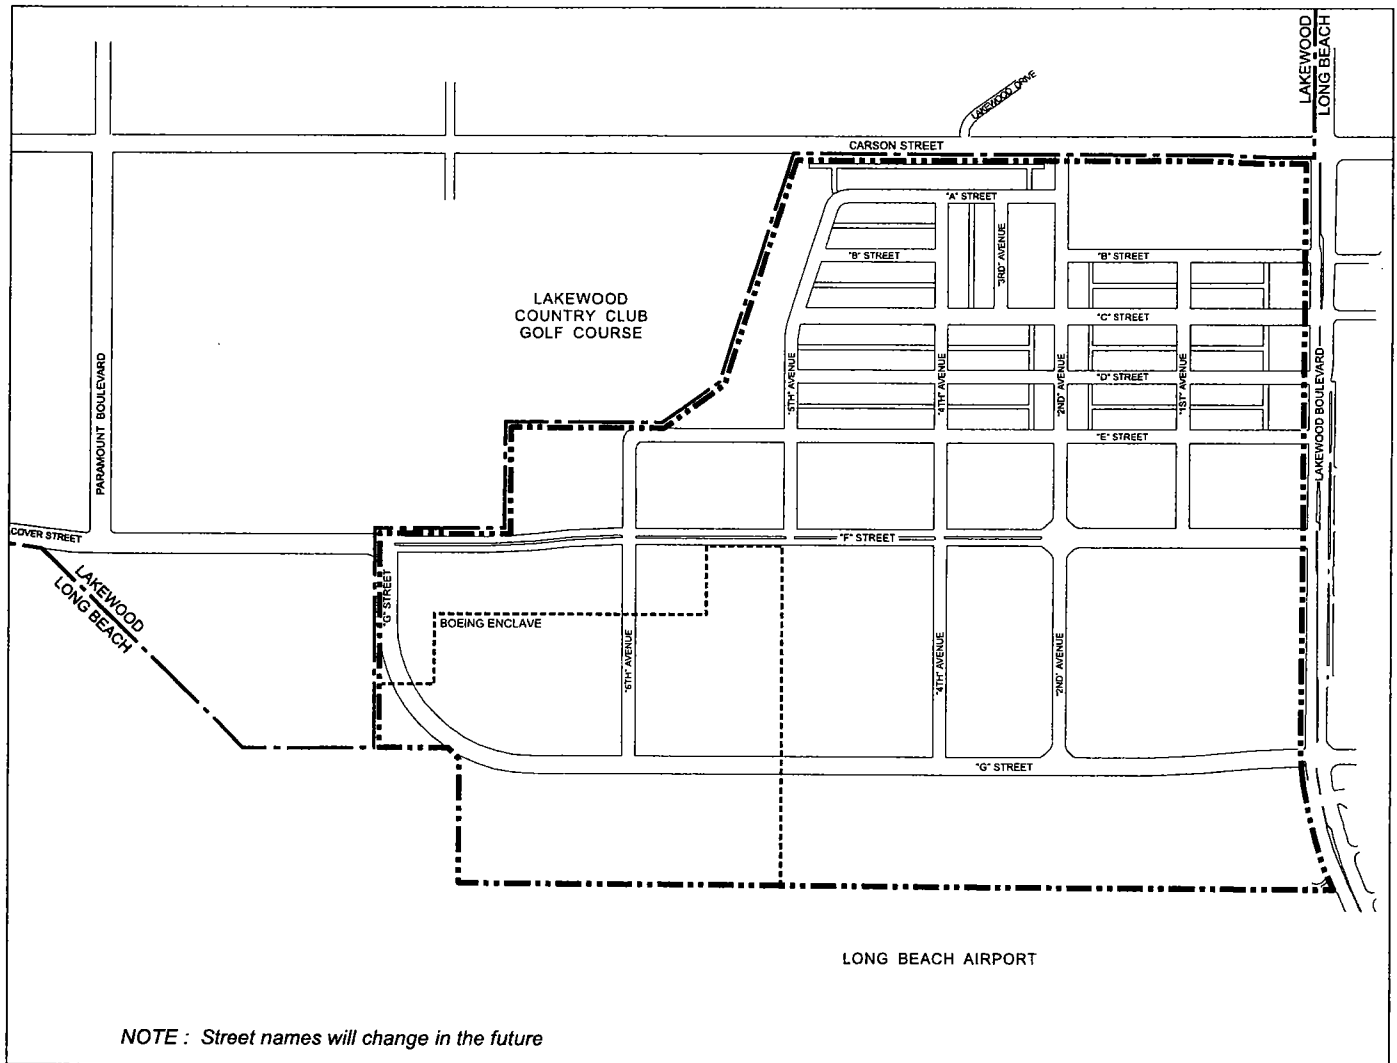 LAKEWOOD
LONG BEACH
LAKEWOOD DRIVE
CARSON STREET
"A" STREET
"3RD" AVENUE
"B" STREET
"B" STREET
LAKEWOOD
COUNTRY CLUB
GOLF COURSE
"C" STREET
PARAMOUNT BOULEVARD
"5TH" AVENUE
"4TH" AVENUE
"2ND" AVENUE
"D" STREET
"1ST" AVENUE
LAKEWOOD BOULEVARD
"E" STREET
COVER STREET
"F" STREET
LAKEWOOD
LONG BEACH
"G" STREET
BOEING ENCLAVE
"6TH" AVENUE
"4TH" AVENUE
"2ND" AVENUE
"G" STREET
LONG BEACH AIRPORT
NOTE : Street names will change in the future